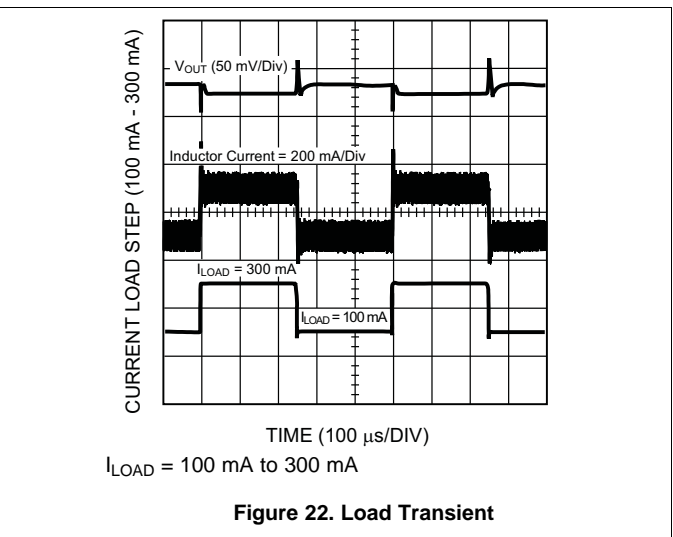 CURRENT LOAD STEP (100 mA - 300 mA)
VOUT (50 mV/Div)
Inductor Current = 200 mA/Div
ILOAD = 300 mA
ILOAD = 100 mA
TIME (100 μs/DIV)
ILOAD = 100 mA to 300 mA
Figure 22. Load Transient